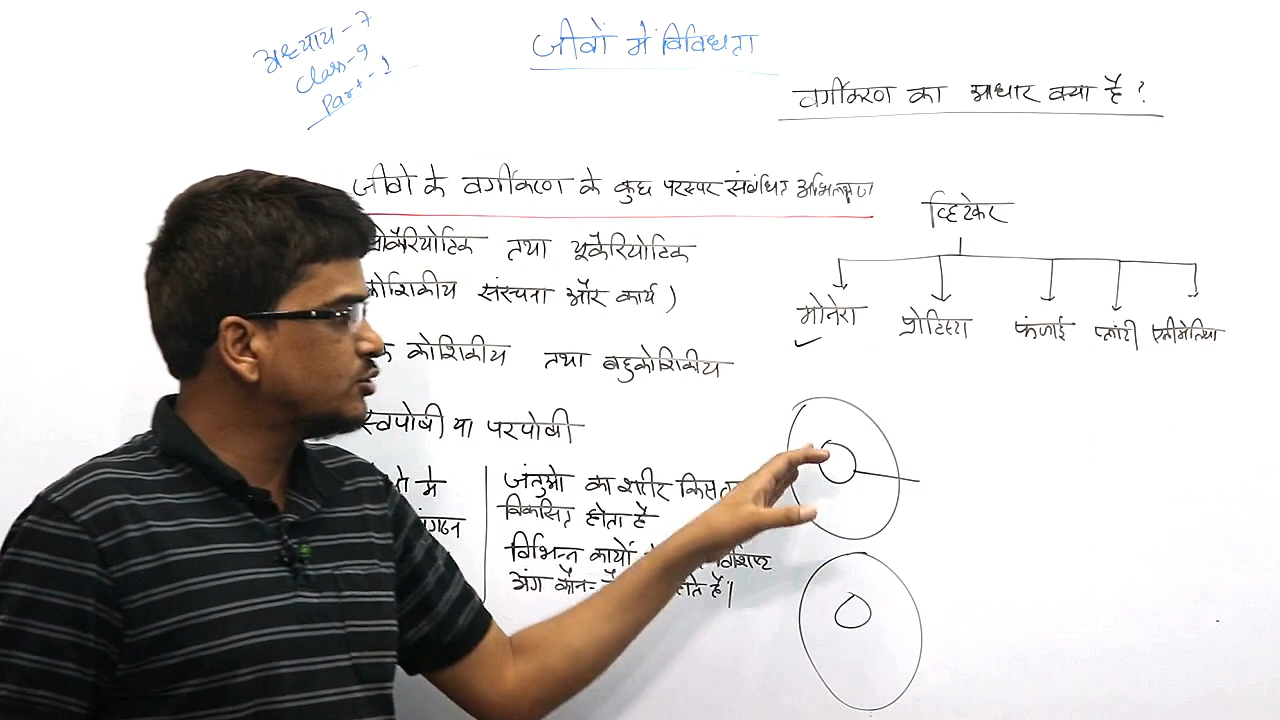 अध्याय-7
Class-9
Part-1
जीवों में विविधता
वर्गीकरण का आधार क्या है?
जीवों के वर्गीकरण के कुछ परस्पर संबंधित अभिलक्षण
तथा यूकैरियोटिक
संरचना और कार्य)
कोशिकीय तथा बहुकोशिकीय
स्वपोषी या परपोषी
में
जंतुओ का शरीर किस
विकसित होता है
विभिन्न कार्यों विशिष्ट
अंग कौन- होते हैं।
व्हिटेकर
मोनेरा प्रोटिस्टा फंजाई प्लांटी एनीमेलिया